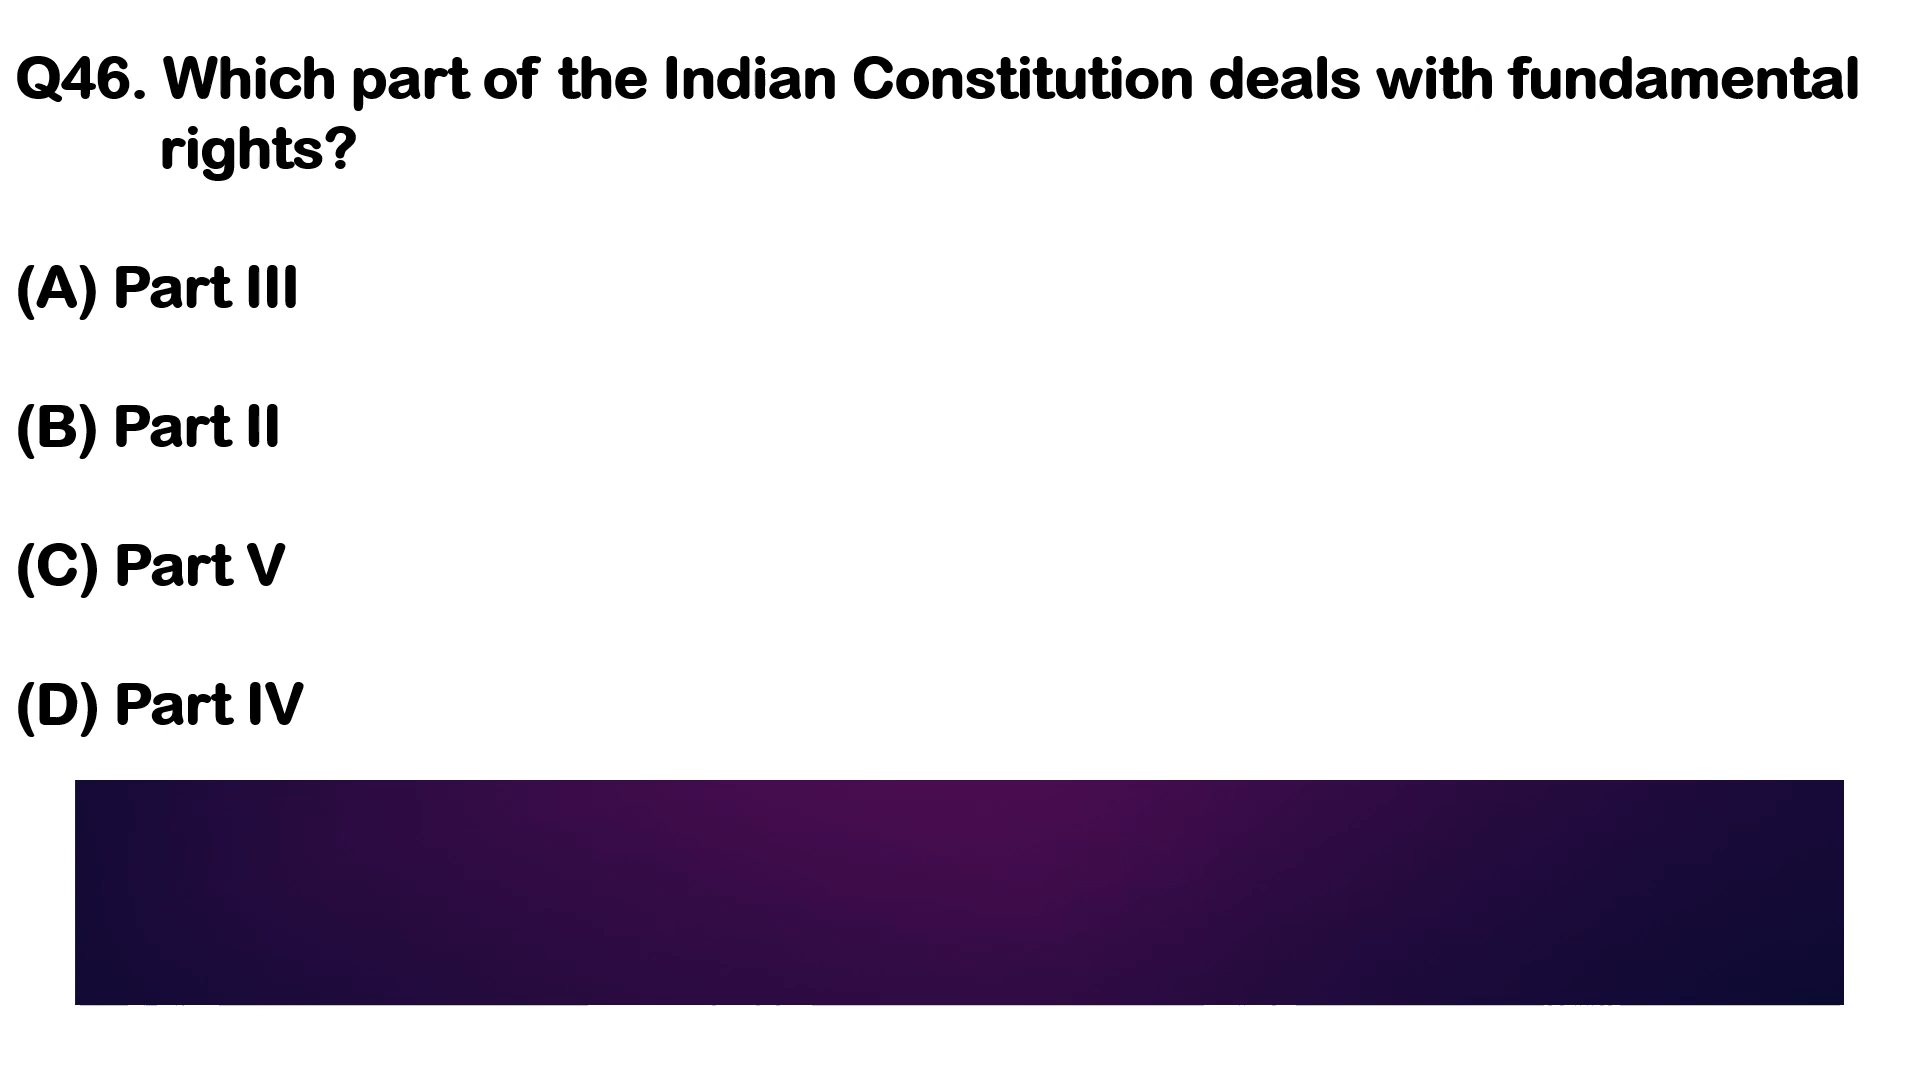 Q46. Which part of the Indian Constitution deals with fundamental
rights?
(A) Part III
(B) Part II
(C) Part V
(D) Part IV